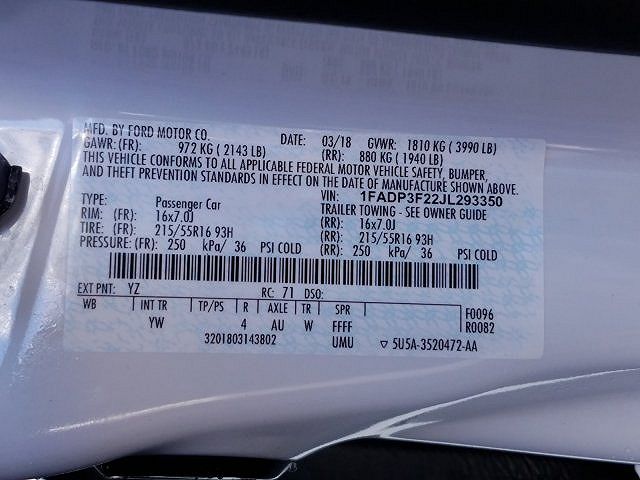 MFD. BY FORD MOTOR CO. DATE: 03/18 GVWR: 1810 KG ( 3990 LB)
GAWR: (FR): 972 KG ( 2143 LB) (RR): 880 KG ( 1940 LB)
THIS VEHICLE CONFORMS TO ALL APPLICABLE FEDERAL MOTOR VEHICLE SAFETY, BUMPER,
AND THEFT PREVENTION STANDARDS IN EFFECT ON THE DATE OF MANUFACTURE SHOWN ABOVE.
VIN: 1FADP3F22JL293350
TYPE: Passenger Car TRAILER TOWING - SEE OWNER GUIDE
RIM: (FR) 16x7.0J (RR): 16x7.0J
TIRE: (FR): 215/55R16 93H (RR): 215/55R16 93H
PRESSURE: (FR): 250 kPa/ 36 PSI COLD (RR): 250 kPa/ 36 PSI COLD
EXT PNT: YZ RC: 71 DSO:
WB INT TR TP/PS R AXLE TR SPR F0096
YW 4 AU W FFFF R0082
3201803143802 UMU ▽ 5U5A-3520472-AA